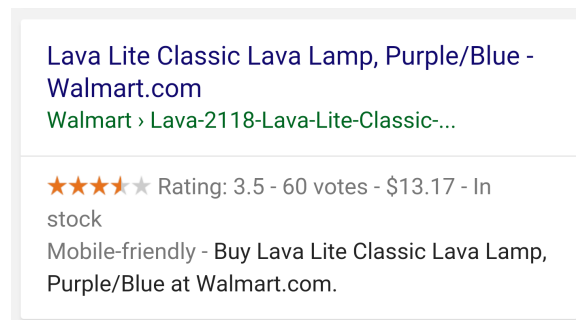 Lava Lite Classic Lava Lamp, Purple/Blue -
Walmart.com
Walmart › Lava-2118-Lava-Lite-Classic-...
Rating: 3.5 - 60 votes - $13.17 - In
stock
Mobile-friendly - Buy Lava Lite Classic Lava Lamp,
Purple/Blue at Walmart.com.